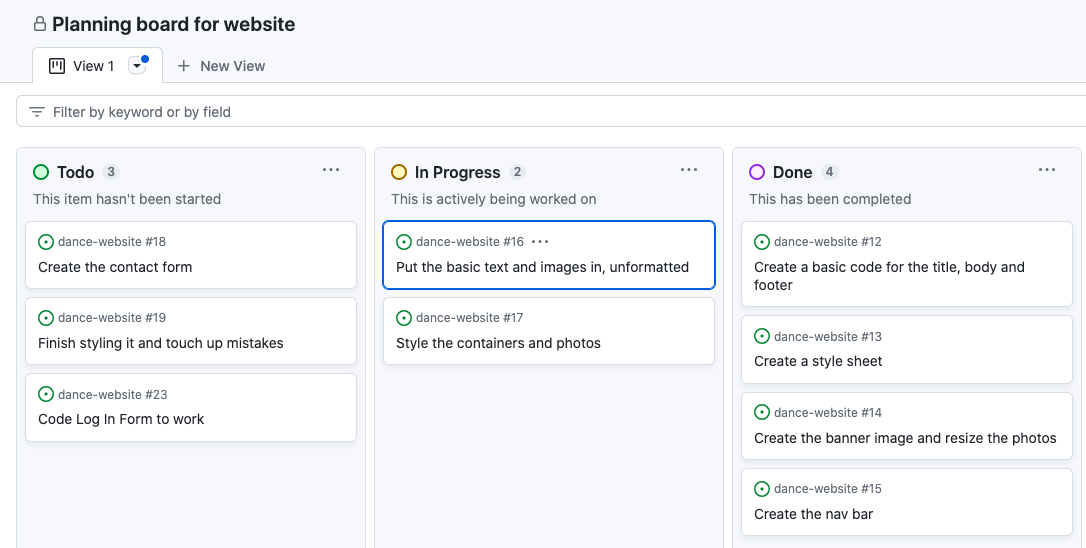 Planning board for website
View 1
New View
Filter by keyword or by field
Todo 3
This item hasn't been started
dance-website #18
Create the contact form
dance-website #19
Finish styling it and touch up mistakes
dance-website #23
Code Log In Form to work
In Progress 2
This is actively being worked on
dance-website #16
Put the basic text and images in, unformatted
dance-website #17
Style the containers and photos
Done 4
This has been completed
dance-website #12
Create a basic code for the title, body and
footer
dance-website #13
Create a style sheet
dance-website #14
Create the banner image and resize the photos
dance-website #15
Create the nav bar